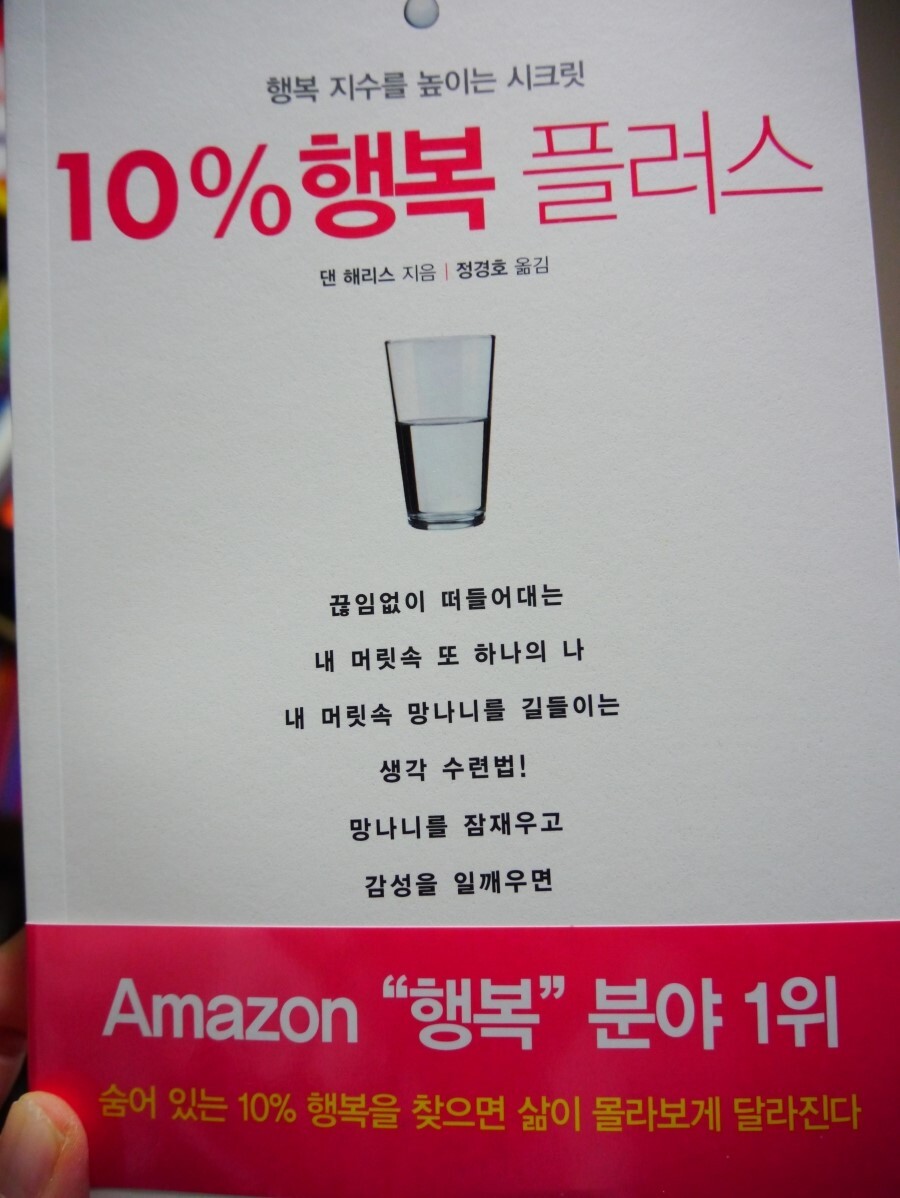 행복 지수를 높이는 시크릿
10%행복 플러스
댄 해리스 지음 | 정경호 옮김
끊임없이 떠들어대는
내 머릿속 또 하나의 나
내 머릿속 망나니를 길들이는
생각 수련법!
망나니를 잠재우고
감성을 일깨우면
Amazon “행복” 분야 1위
숨어 있는 10% 행복을 찾으면 삶이 몰라보게 달라진다